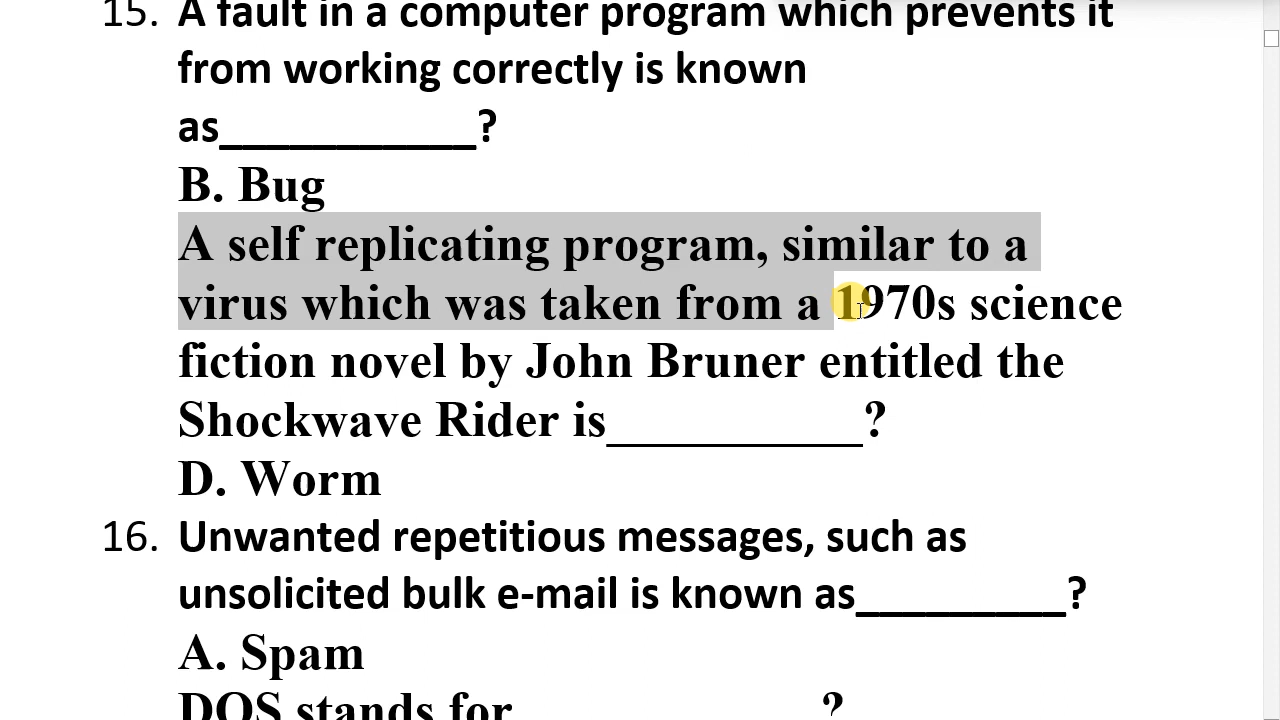 15. A fault in a computer program which prevents it
from working correctly is known
as___________?
B. Bug
A self replicating program, similar to a
virus which was taken from a 1970s science
fiction novel by John Bruner entitled the
Shockwave Rider is__________?
D. Worm
16. Unwanted repetitious messages, such as
unsolicited bulk e-mail is known as_________?
A. Spam
DOS stands for____________?